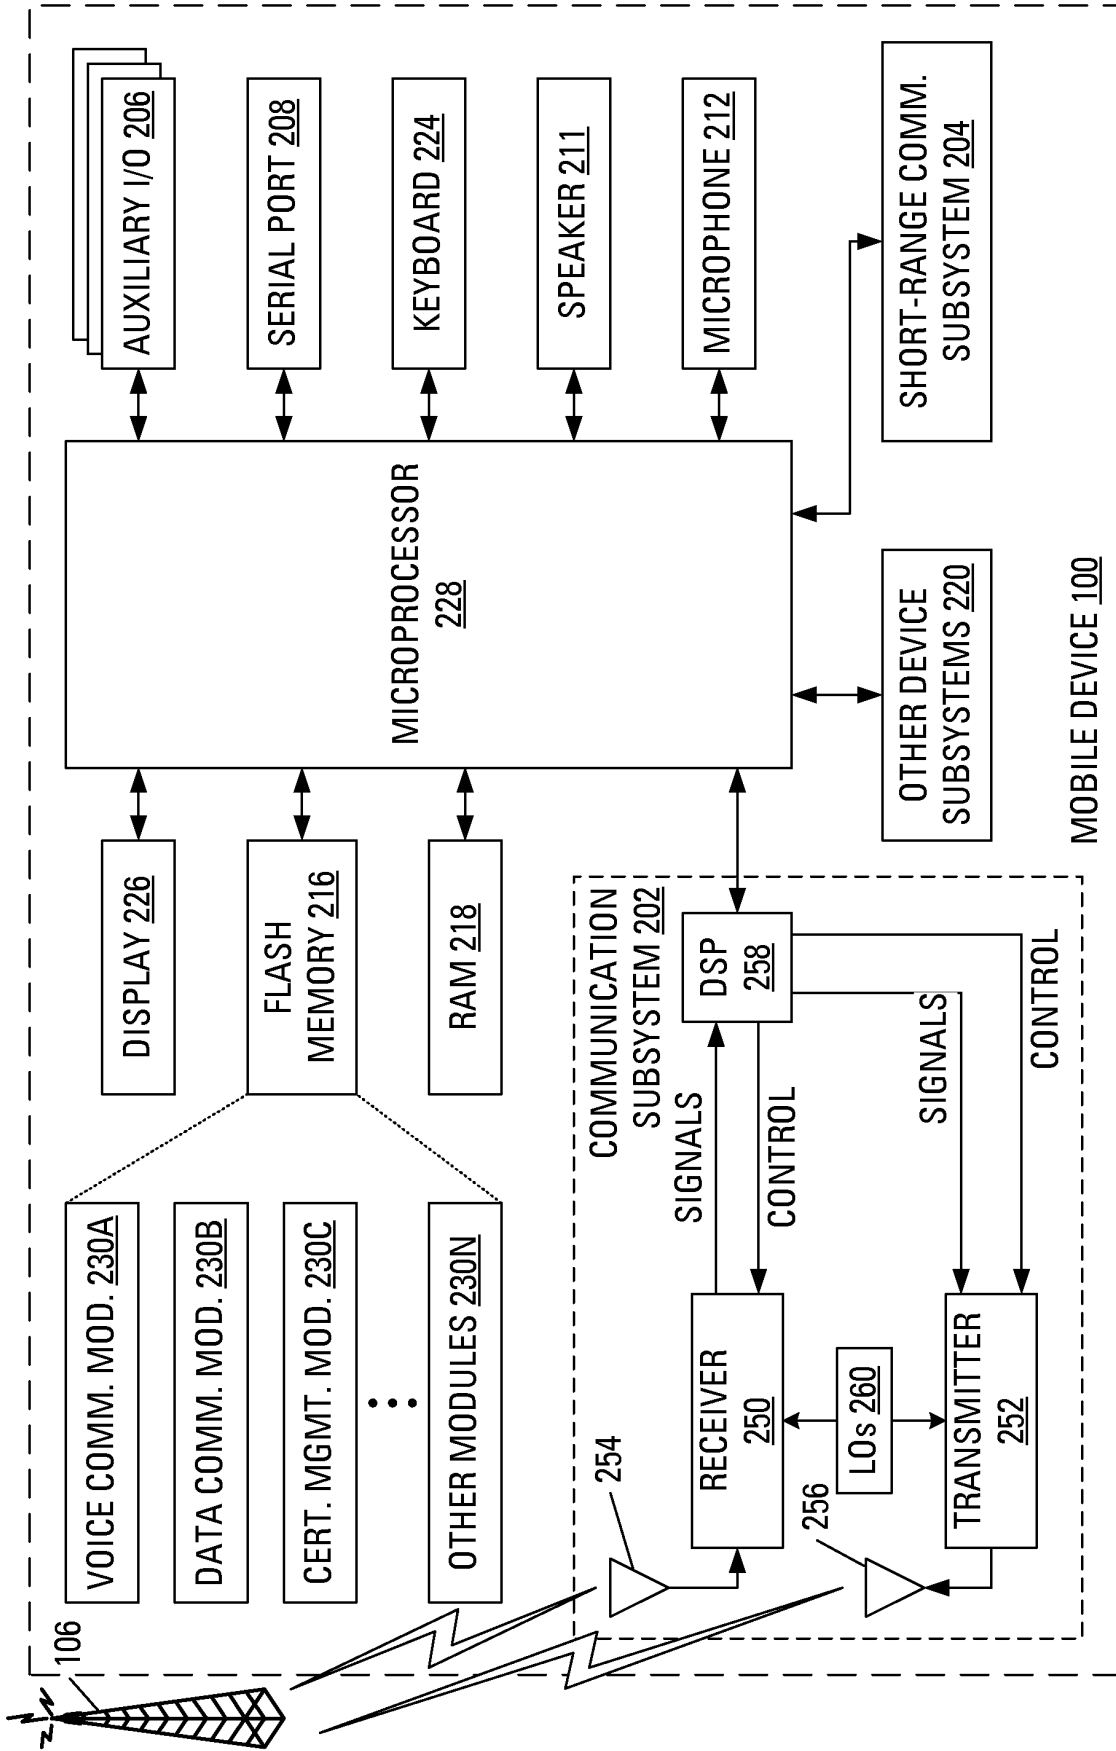 106
VOICE COMM. MOD. 230A
DATA COMM. MOD. 230B
CERT. MGMT. MOD. 230C
OTHER MODULES 230N
DISPLAY 226
FLASH
MEMORY 216
RAM 218
MICROPROCESSOR
228
AUXILIARY I/O 206
SERIAL PORT 208
KEYBOARD 224
SPEAKER 211
MICROPHONE 212
COMMUNICATION
SUBSYSTEM 202
254
RECEIVER
250
SIGNALS
CONTROL
DSP
258
LOs 260
256
TRANSMITTER
252
SIGNALS
CONTROL
OTHER DEVICE
SUBSYSTEMS 220
SHORT-RANGE COMM.
SUBSYSTEM 204
MOBILE DEVICE 100